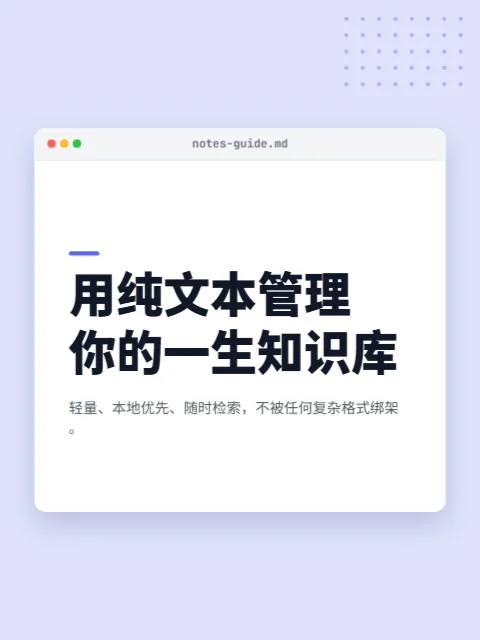 notes-guide.md
用纯文本管理
你的一生知识库
轻量、本地优先、随时检索，不被任何复杂格式绑架
。